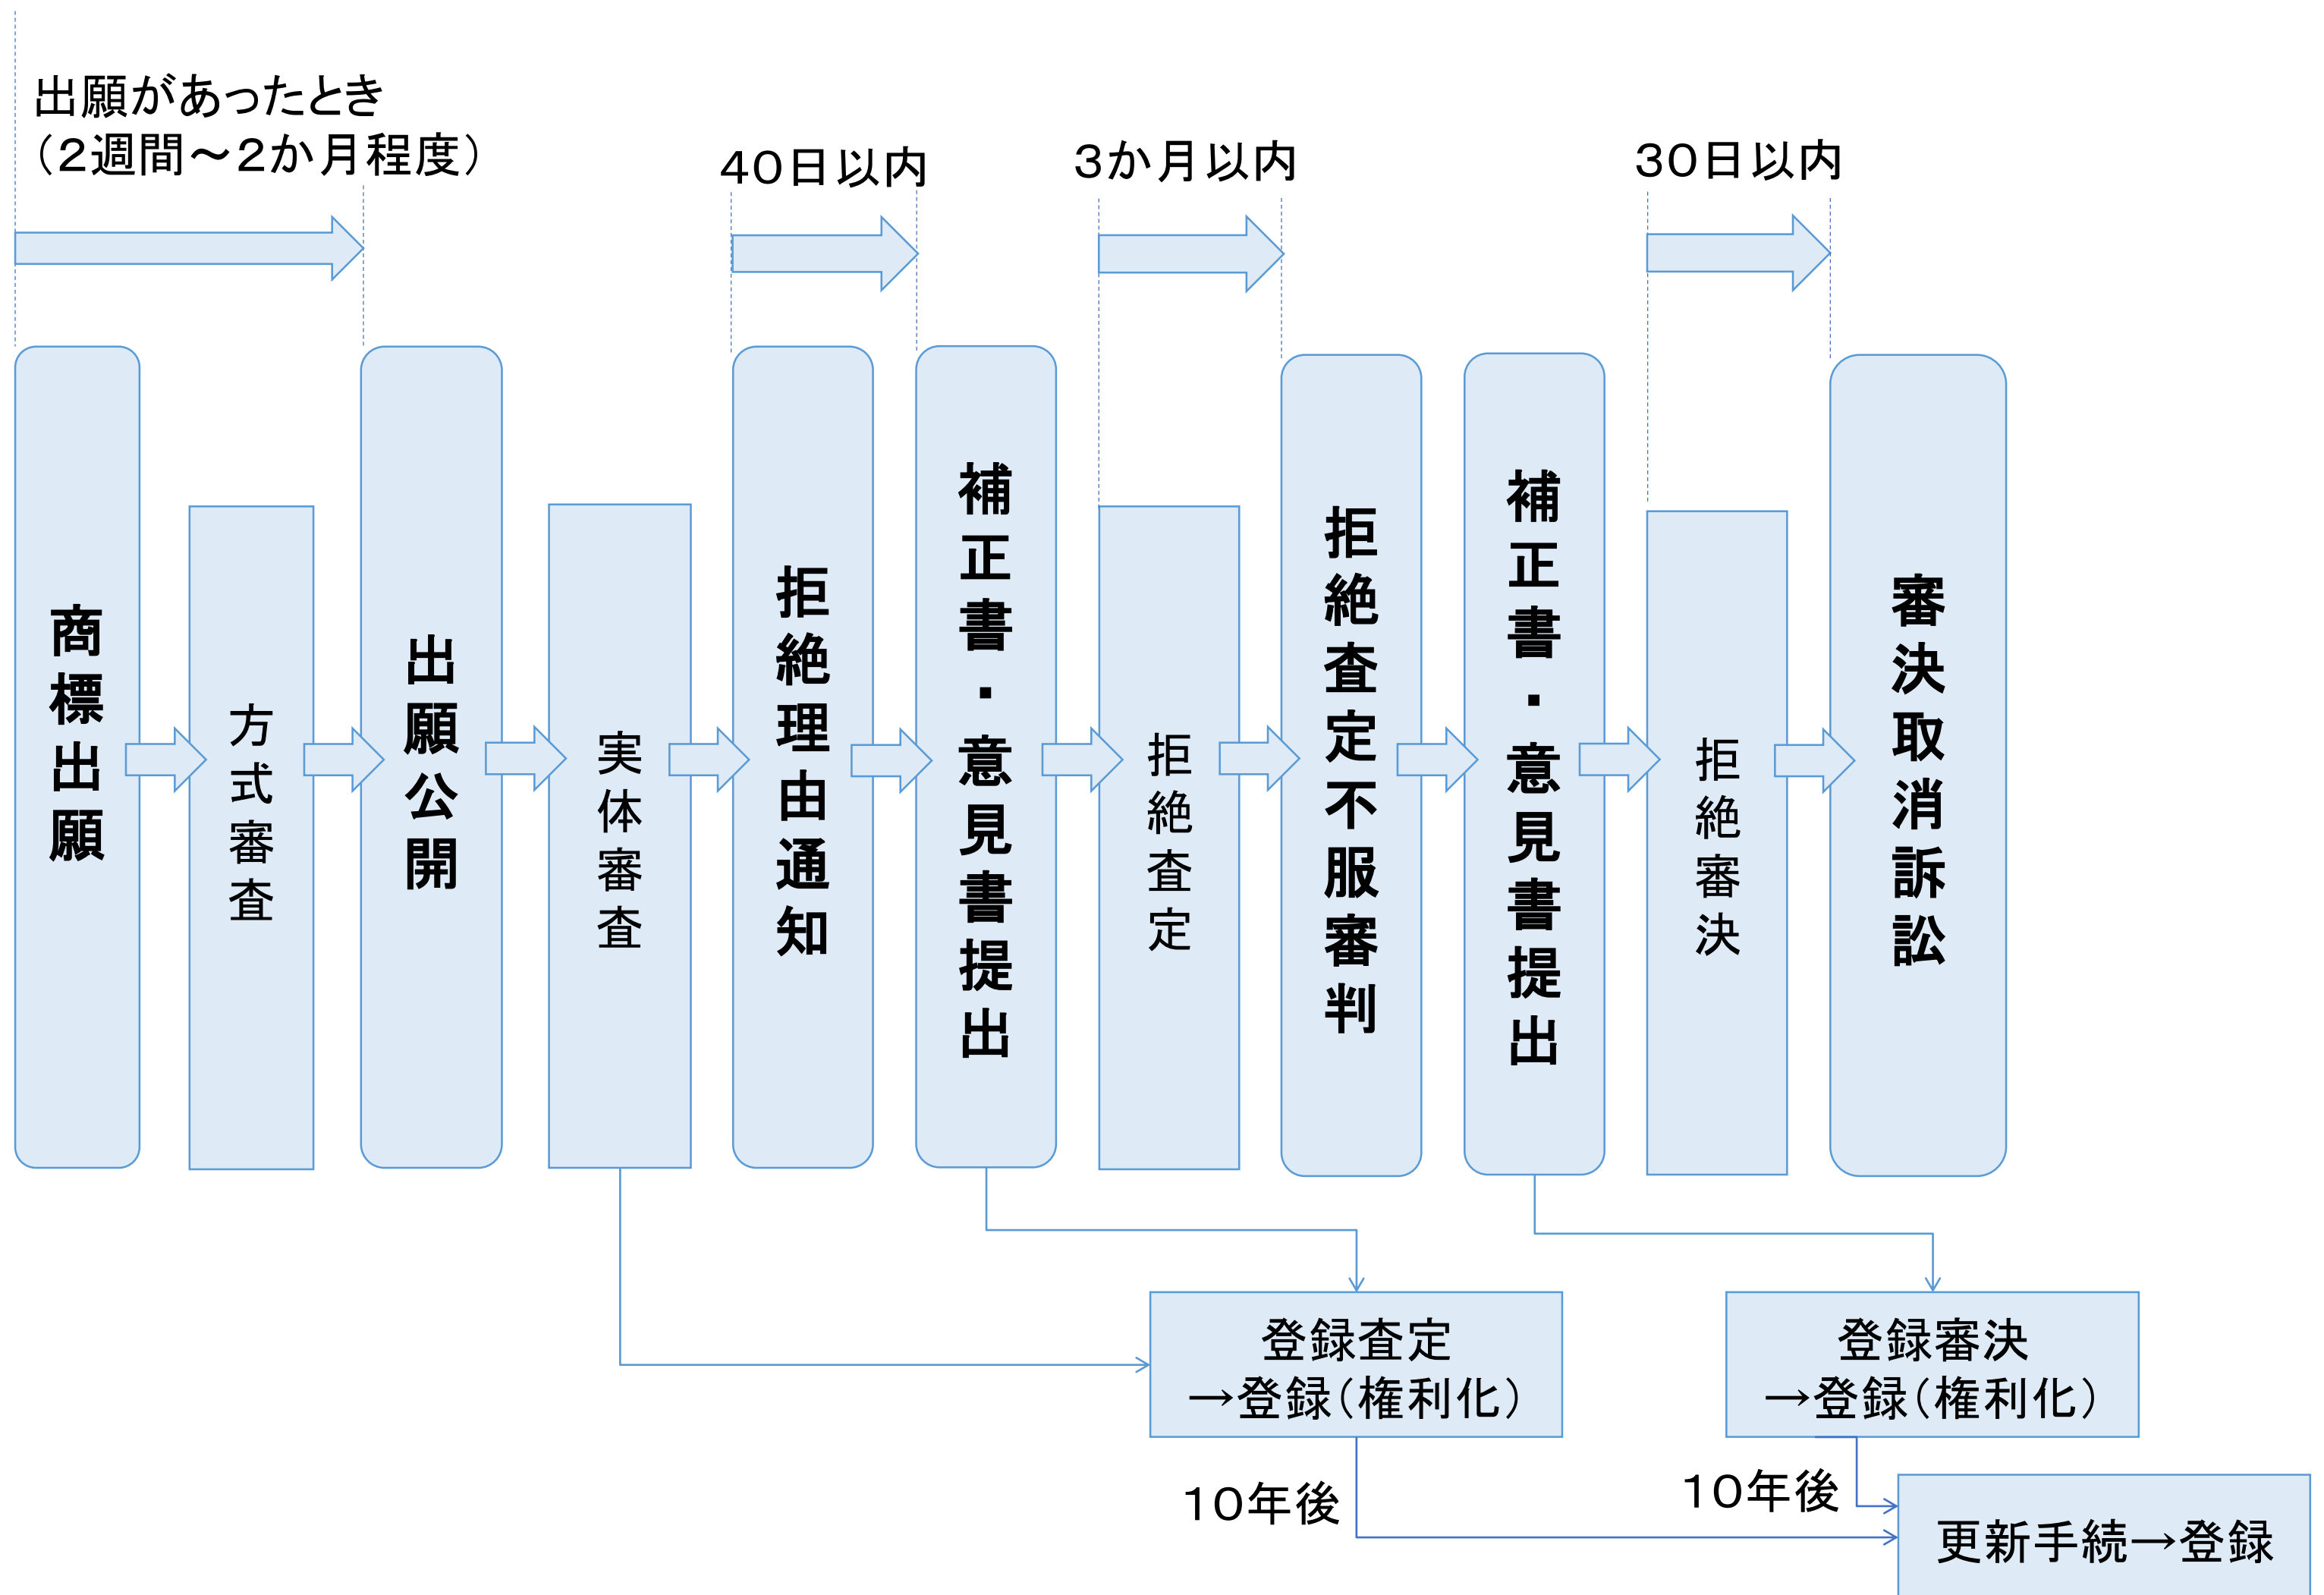 出願があったとき
（２週間～２か月程度）
４０日以内
３か月以内
３０日以内
商標出願
方式審査
出願公開
実体審査
拒絶理由通知
補正書・意見書提出
拒絶査定
拒絶査定不服審判
補正書・意見書提出
拒絶審決
審決取消訴訟
登録査定
→登録（権利化）
登録審決
→登録（権利化）
１０年後
１０年後
更新手続→登録